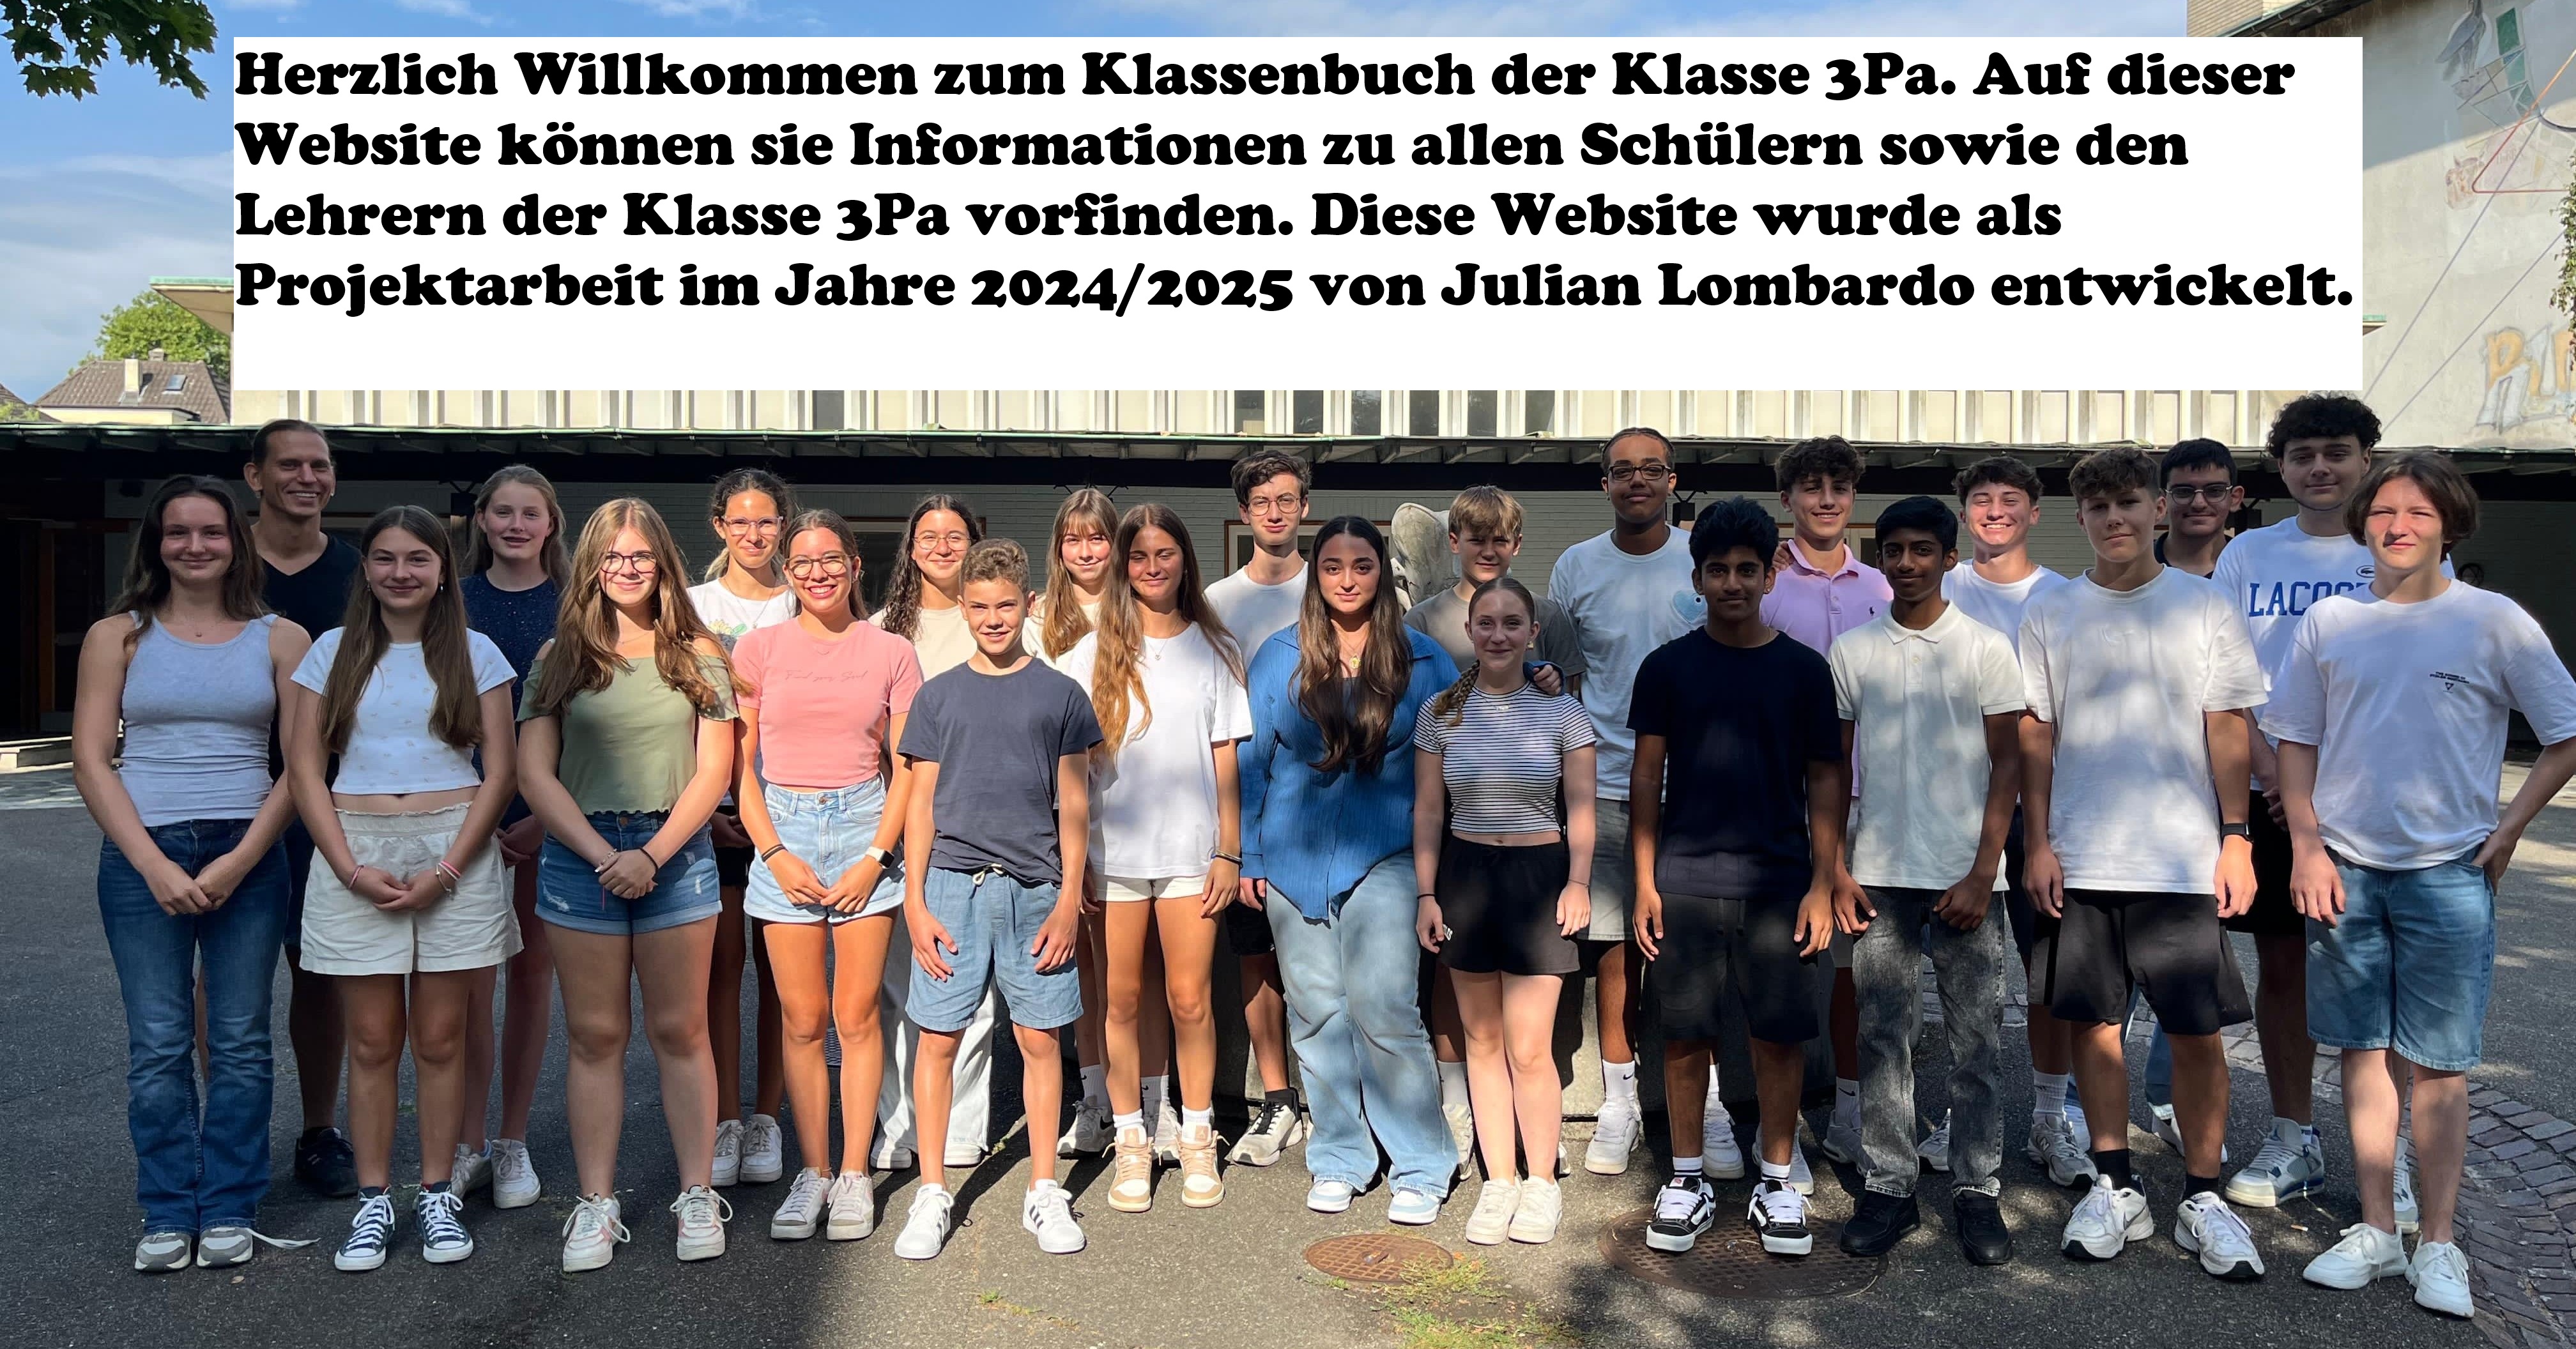 Herzlich Willkommen zum Klassenbuch der Klasse 3Pa. Auf dieser
Website können sie Informationen zu allen Schülern sowie den
Lehrern der Klasse 3Pa vorfinden. Diese Website wurde als
Projektarbeit im Jahre 2024/2025 von Julian Lombardo entwickelt.